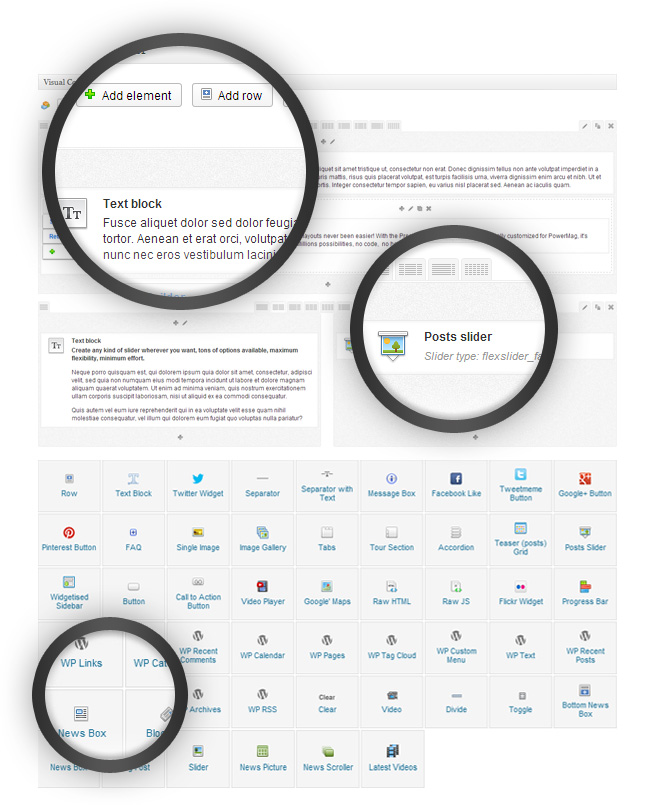 Visual Co
Add element
Add row
Text block
Fusce aliquet dolor sed dolor feugia
tortor. Aenean et erat orci, volutpat
nunc nec eros vestibulum lacini
quet sit amet tristique ut, consectetur non erat. Donec dignissim tellus non ante volutpat imperdiet in a
mattis, risus quis placerat volutpat, est turpis facilisis urna, viverra dignissim enim arcu et nibh. Ut et
tortis. Integer consectetur tempor sapien, eu varius nisl placerat sed. Aenean ac iaculis quam.
layouts never been easier! With the
customized for PowerMag, it's
millions possibilities, no code, no
Posts slider
Slider type: flexslider_fa
Text block
Create any kind of slider wherever you want, tons of options available, maximum
flexibility, minimum effort.
Neque porro quisquam est, qui dolorem ipsum quia dolor sit amet, consectetur, adipisci
velit, sed quia non numquam eius modi tempora incidunt ut labore et dolore magnam
aliquam quaerat voluptatem. Ut enim ad minima veniam, quis nostrum exercitationem
ullam corporis suscipit laboriosam, nisi ut aliquid ex ea commodi consequatur.
Quis autem vel eum iure reprehenderit qui in ea voluptate velit esse quam nihil
molestiae consequatur, vel illum qui dolorem eum fugiat quo voluptas nulla pariatur?
Row
Text Block
Twitter Widget
Separator
Separator with
Text
Message Box
Facebook Like
Tweetmeme
Button
Google+ Button
Pinterest Button
FAQ
Single Image
Image Gallery
Tabs
Tour Section
Accordion
Teaser (posts)
Grid
Posts Slider
Widgetised
Sidebar
Button
Call to Action
Button
Video Player
Google' Maps
Raw HTML
Raw JS
Flickr Widget
Progress Bar
WP Links
WP Cat
WP Recent
Comments
WP Calendar
WP Pages
WP Tag Cloud
WP Custom
Menu
WP Text
WP Recent
Posts
News Box
Blog
Archives
WP RSS
Clear
Clear
Video
Divide
Toggle
Bottom News
Box
News Box
Post
Slider
News Picture
News Scroller
Latest Videos